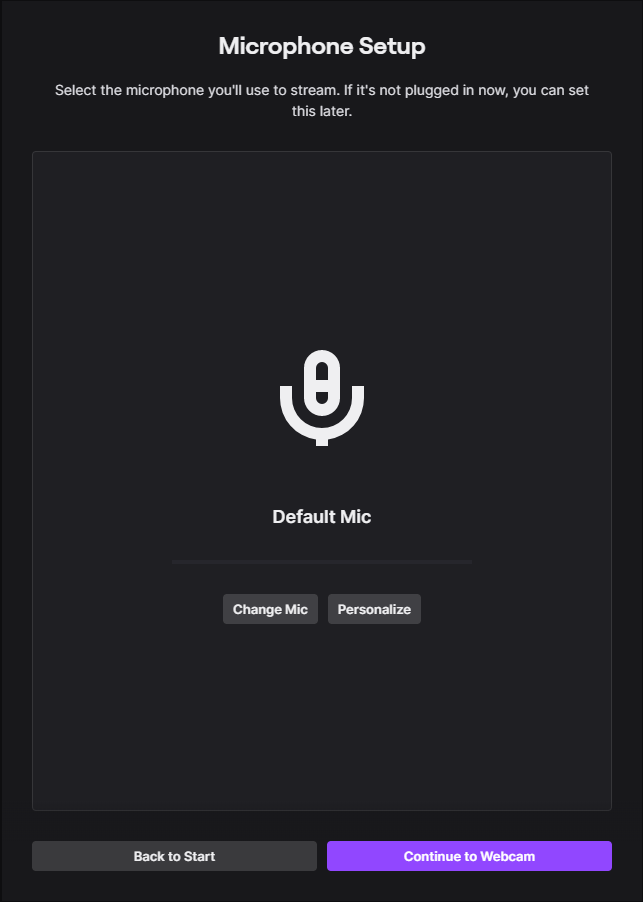 Microphone Setup
Select the microphone you'll use to stream. If it's not plugged in now, you can set
this later.
Default Mic
Change Mic
Personalize
Back to Start
Continue to Webcam